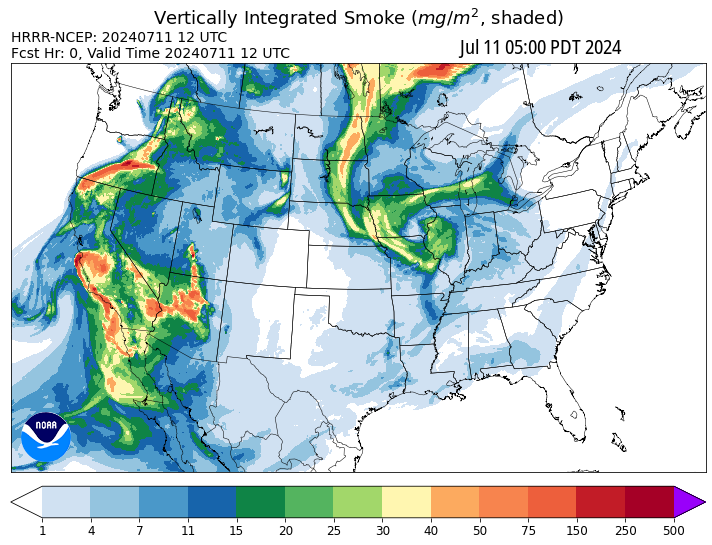 Vertically Integrated Smoke (mg/m², shaded)
HRRR-NCEP: 20240711 12 UTC
Fcst Hr: 0, Valid Time 20240711 12 UTC
Jul 11 05:00 PDT 2024
NOAA
1 4 7 11 15 20 25 30 40 50 75 150 250 500